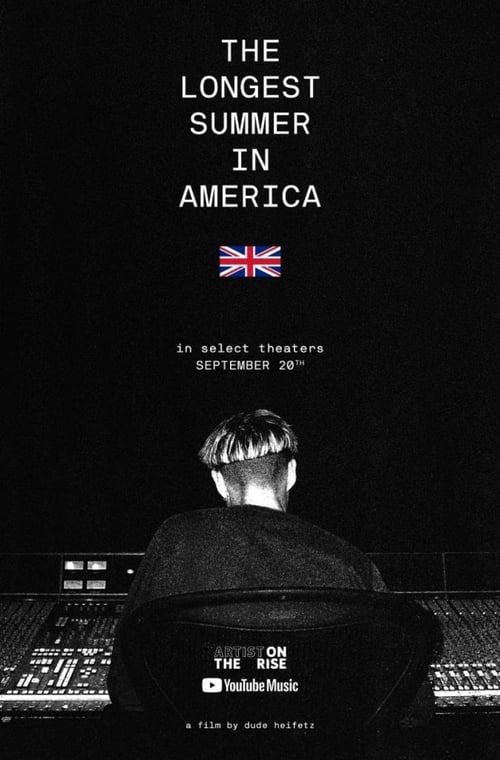 THE
LONGEST
SUMMER
IN
AMERICA
in select theaters
SEPTEMBER 20TH
ARTIST ON
THE RISE
YouTube Music
a film by dude heifetz